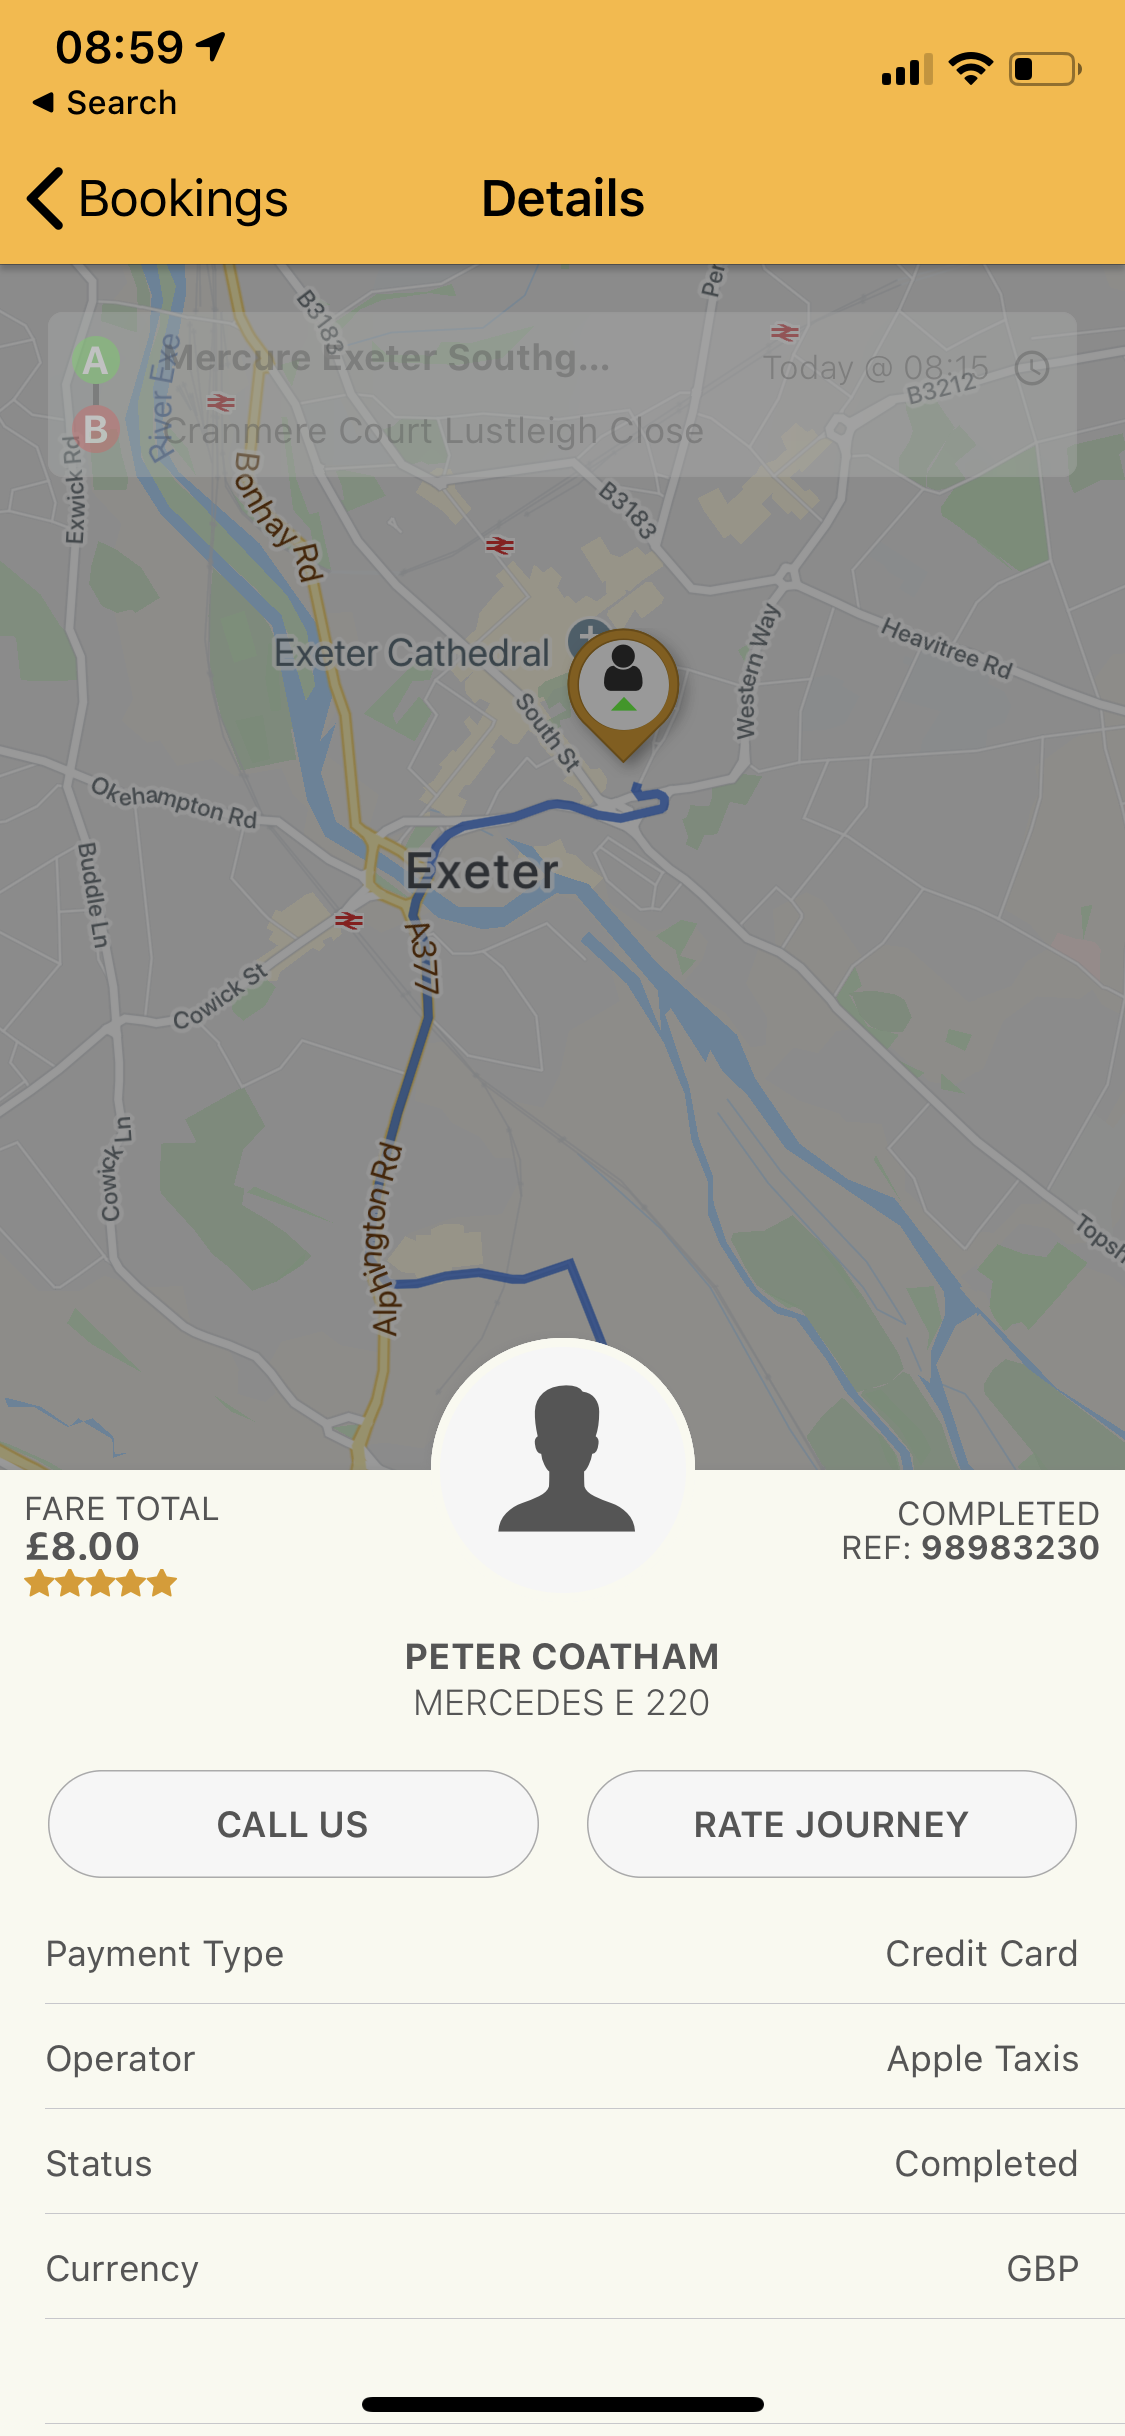 08:59
◀ Search
Bookings
Details
Per
B3183
A
Mercure Exeter Southg...
Today @ 08:15
B3212
River Exe
B
Cranmere Court Lustleigh Close
Exwick Rd
Bonhay Rd
B3183
Exeter Cathedral
Western Way
Heavitree Rd
South St
Okehampton Rd
Buddle Ln
Exeter
A377
Cowick St
Cowick Ln
Alphington Rd
Topsh
FARE TOTAL
COMPLETED
£8.00
REF: 98983230
PETER COATHAM
MERCEDES E 220
CALL US
RATE JOURNEY
Payment Type
Credit Card
Operator
Apple Taxis
Status
Completed
Currency
GBP